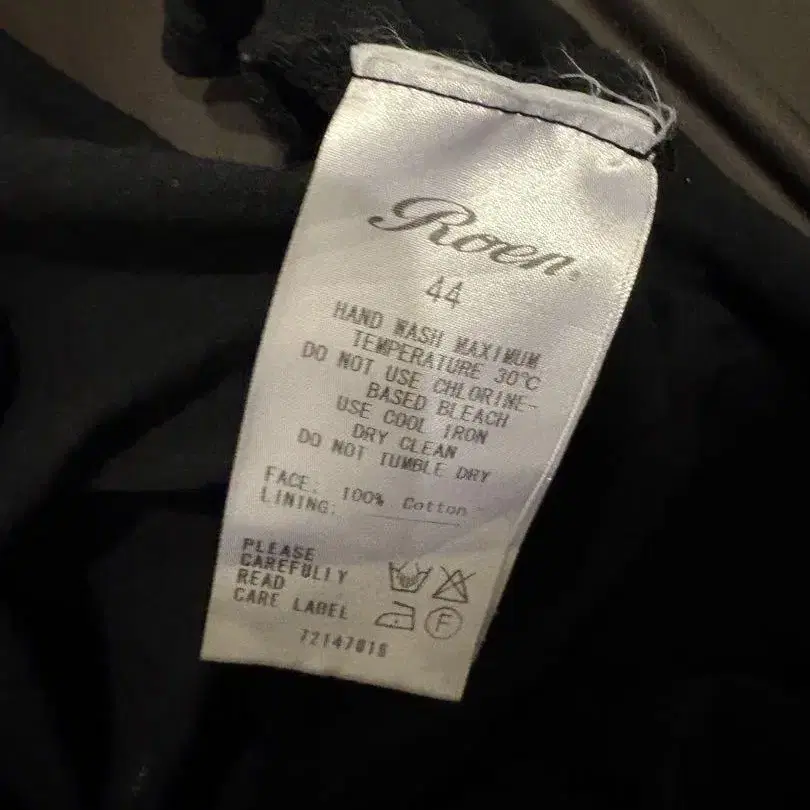 Roen
44
HAND WASH MAXIMUM
TEMPERATURE 30°C
DO NOT USE CHLORINE-
BASED BLEACH
USE COOL IRON
DRY CLEAN
DO NOT TUMBLE DRY
FACE: 100% Cotton
LINING:
PLEASE
CAREFULLY
READ
CARE LABEL
F